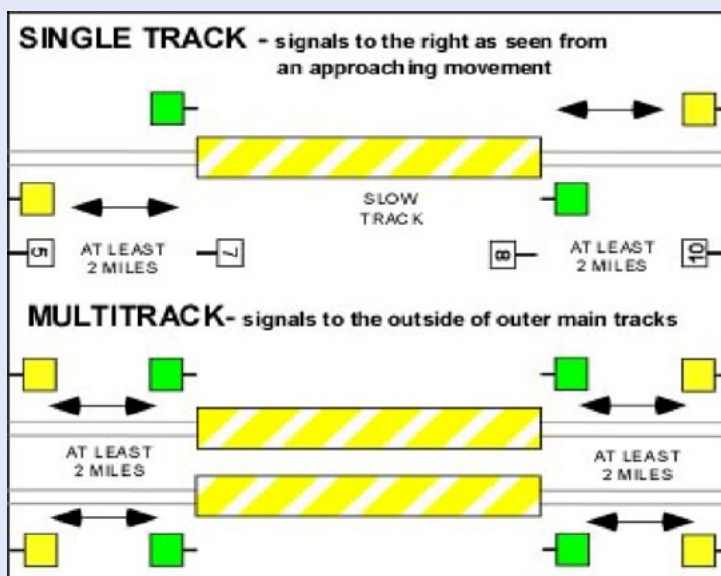 SINGLE TRACK - signals to the right as seen from
an approaching movement
SLOW
TRACK
5
AT LEAST
2 MILES
7
8
AT LEAST
2 MILES
10
MULTITRACK- signals to the outside of outer main tracks
AT LEAST
2 MILES
AT LEAST
2 MILES